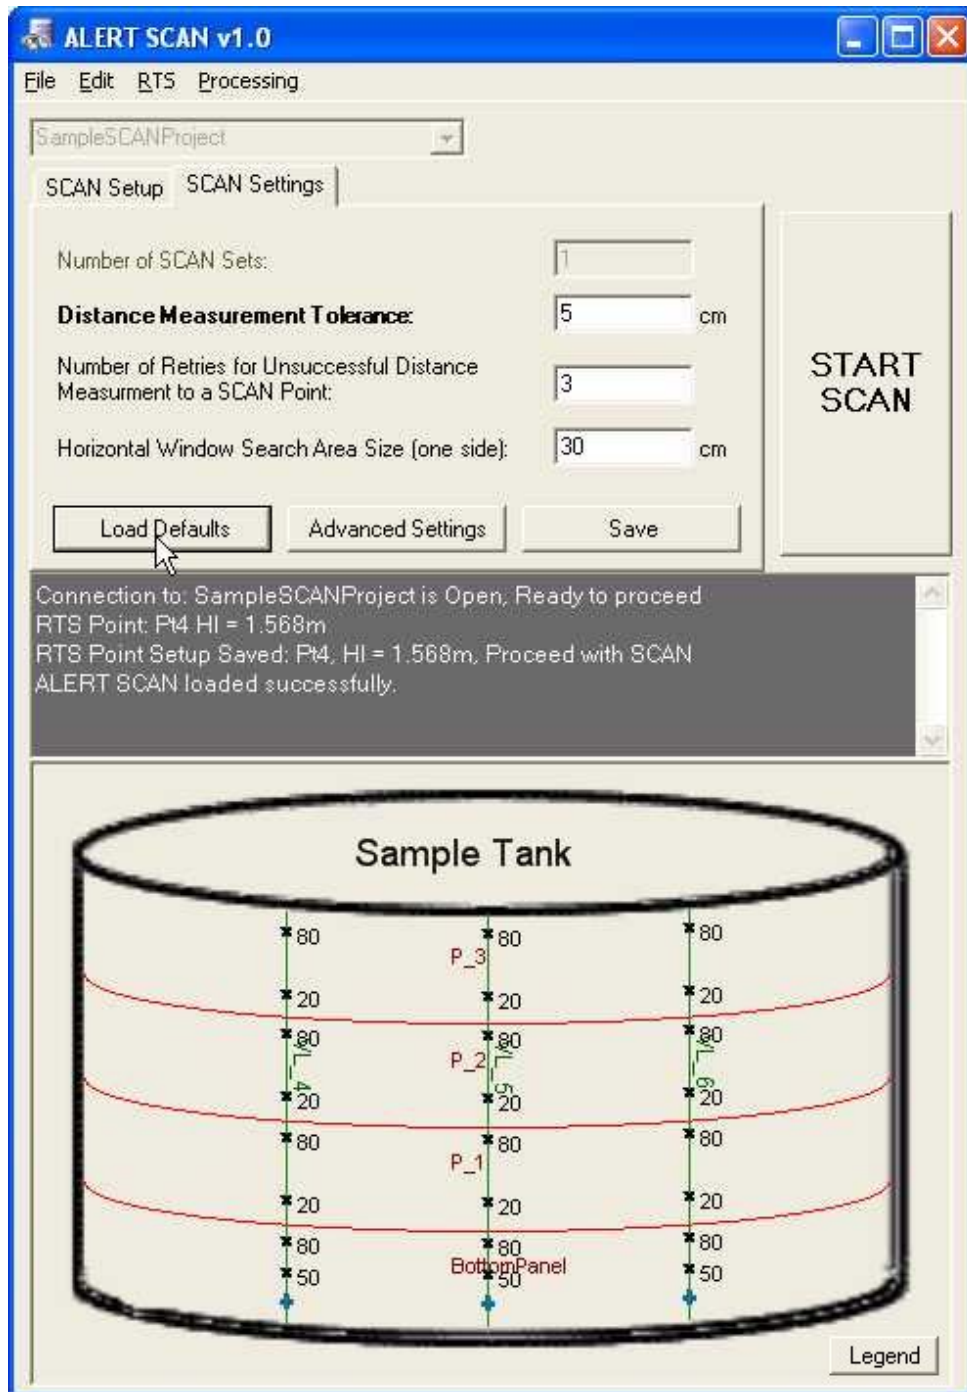 ALERT SCAN v1.0
File Edit RTS Processing
SampleSCANProject
SCAN Setup SCAN Settings
Number of SCAN Sets: 1
Distance Measurement Tolerance: 5 cm
Number of Retries for Unsuccessful Distance
Measurment to a SCAN Point: 3
Horizontal Window Search Area Size (one side): 30 cm
START
SCAN
Load Defaults Advanced Settings Save
Connection to: SampleSCANProject is Open, Ready to proceed
RTS Point: Pt4 HI = 1.568m
RTS Point Setup Saved: Pt4, HI = 1.568m, Proceed with SCAN
ALERT SCAN loaded successfully.
Sample Tank
80 80 80
P_3
20 20 20
80 80 80
VL_4 P_2 VL_5 VL_6
20 20 20
80 80 80
P_1
20 20 20
80 80 80
BottomPanel
50 50 50
Legend